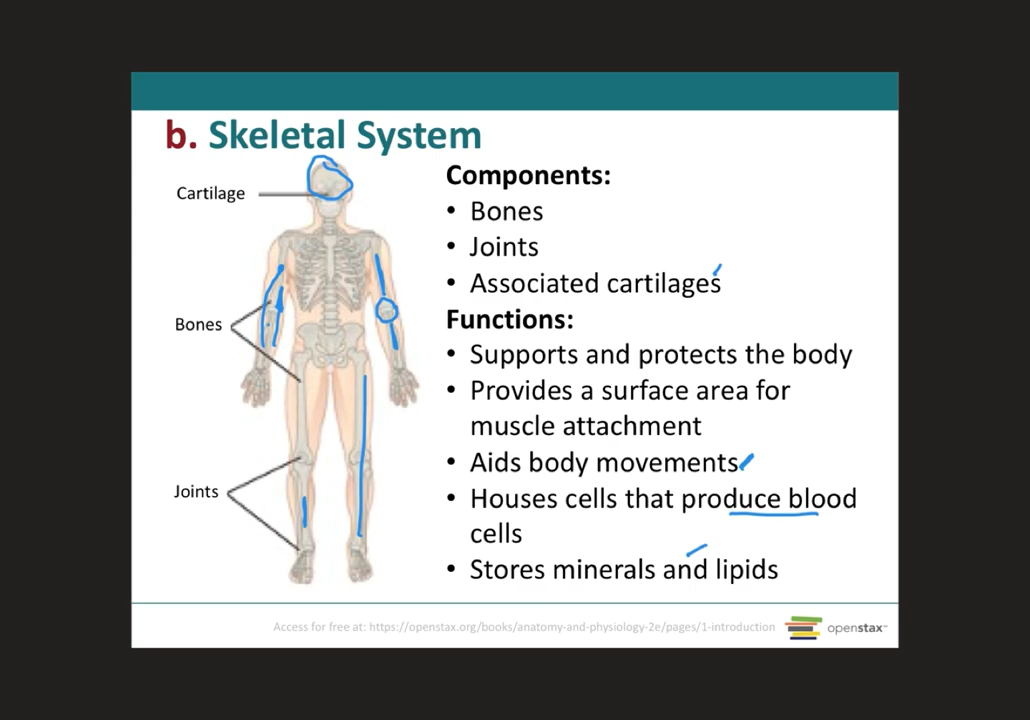 b. Skeletal System
Cartilage
Bones
Joints
Components:
• Bones
• Joints
• Associated cartilages
Functions:
• Supports and protects the body
• Provides a surface area for
muscle attachment
• Aids body movements
• Houses cells that produce blood
cells
• Stores minerals and lipids
Access for free at: https://openstax.org/books/anatomy-and-physiology-2e/pages/1-introduction
openstax™